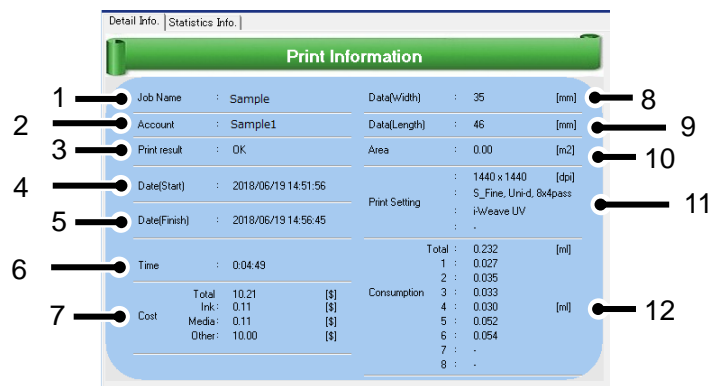 Detail Info. Statistics Info.
Print Information
1 Job Name : Sample
2 Account : Sample1
3 Print result : OK
4 Date(Start) : 2018/06/19 14:51:56
5 Date(Finish) : 2018/06/19 14:56:45
6 Time : 0:04:49
7 Cost
Total 10.21 [$]
Ink : 0.11 [$]
Media : 0.11 [$]
Other : 10.00 [$]
Data(Width) : 35 [mm] 8
Data(Length) : 46 [mm] 9
Area : 0.00 [m2] 10
Print Setting 11
: 1440 x 1440 [dpi]
: S_Fine, Uni-d, 8x4pass
: i-Weave UV
: -
Consumption [ml] 12
Total : 0.232 [ml]
1 : 0.027
2 : 0.035
3 : 0.033
4 : 0.030
5 : 0.052
6 : 0.054
7 : -
8 : -